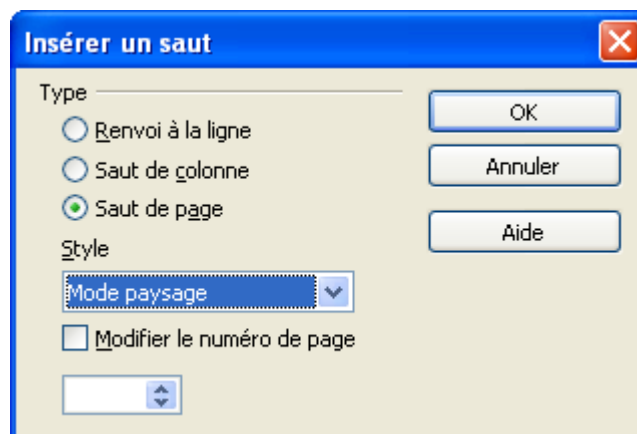 Insérer un saut
Type
Renvoi à la ligne
Saut de colonne
Saut de page
Style
Mode paysage
Modifier le numéro de page
OK
Annuler
Aide